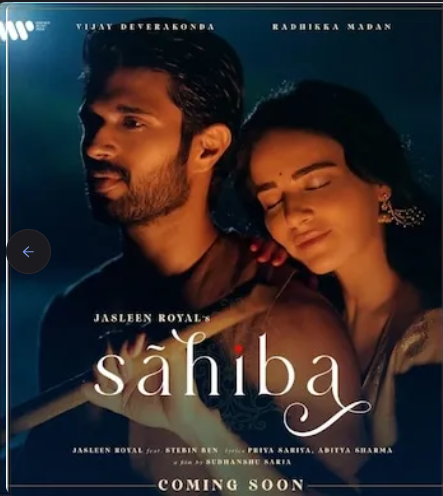 VIJAY DEVERAKONDA RADHIKKA MADAN
JASLEEN ROYAL's
sãhiba
JASLEEN ROYAL feat. STEBIN BEN lyrics PRIYA SARIYA, ADITYA SHARMA
a film by SUDHANSHU SARIA
COMING SOON